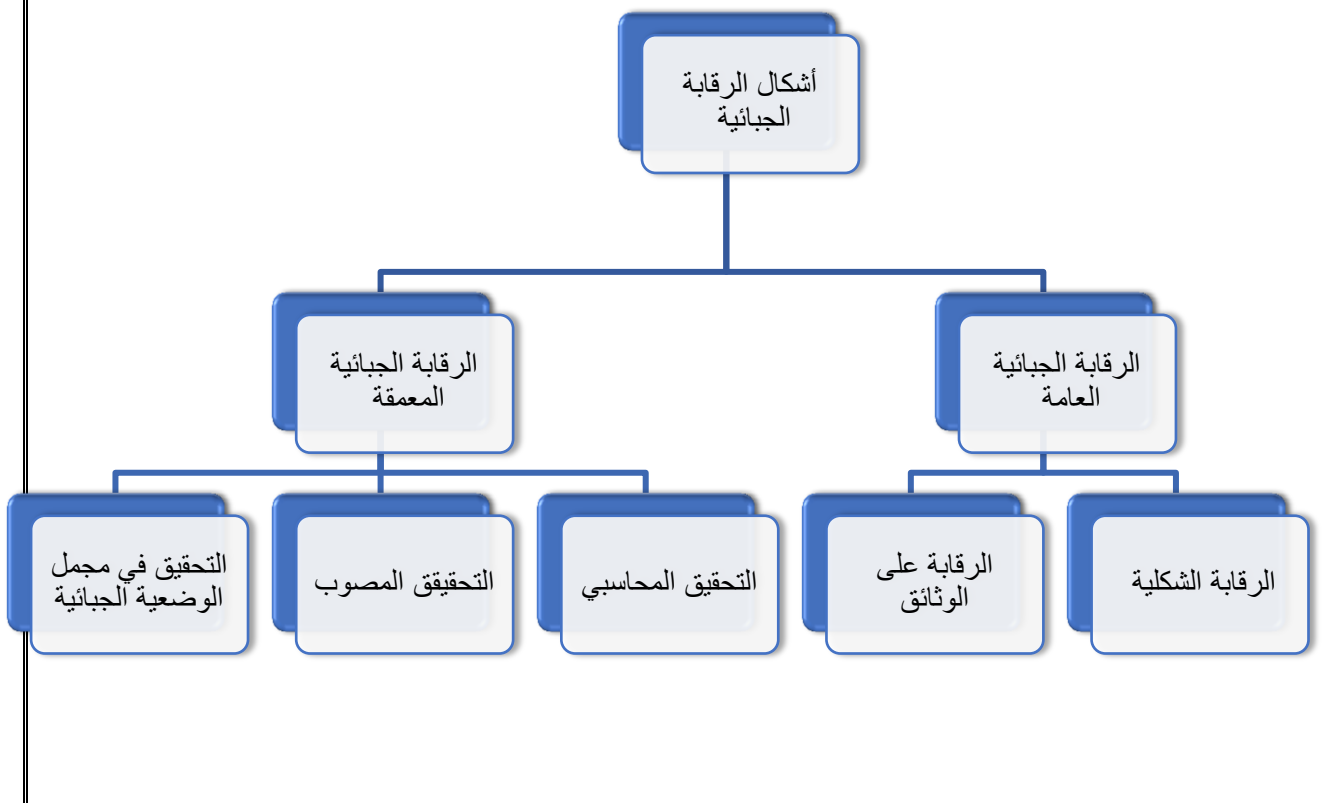 أشكال الرقابة
الجبائية
الرقابة الجبائية
العامة
الرقابة الجبائية
المعمقة
الرقابة الشكلية
الرقابة على
الوثائق
التحقيق المحاسبي
التحقيقق المصوب
التحقيق في مجمل
الوضعية الجبائية